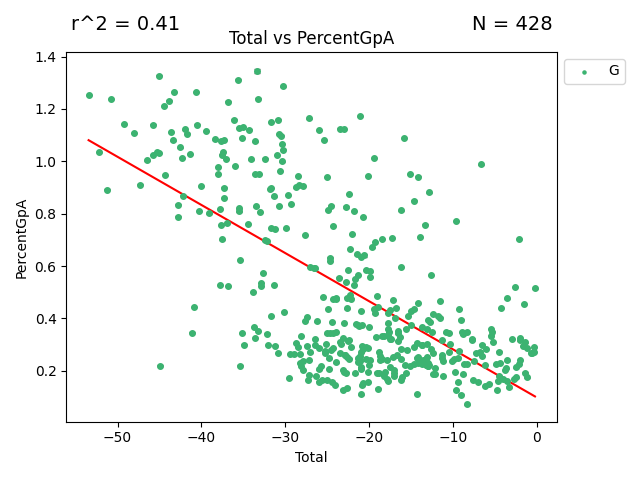 r^2 = 0.41
N = 428
Total vs PercentGpA
G
PercentGpA
1.4
1.2
1.0
0.8
0.6
0.4
0.2
−50
−40
−30
−20
−10
0
Total